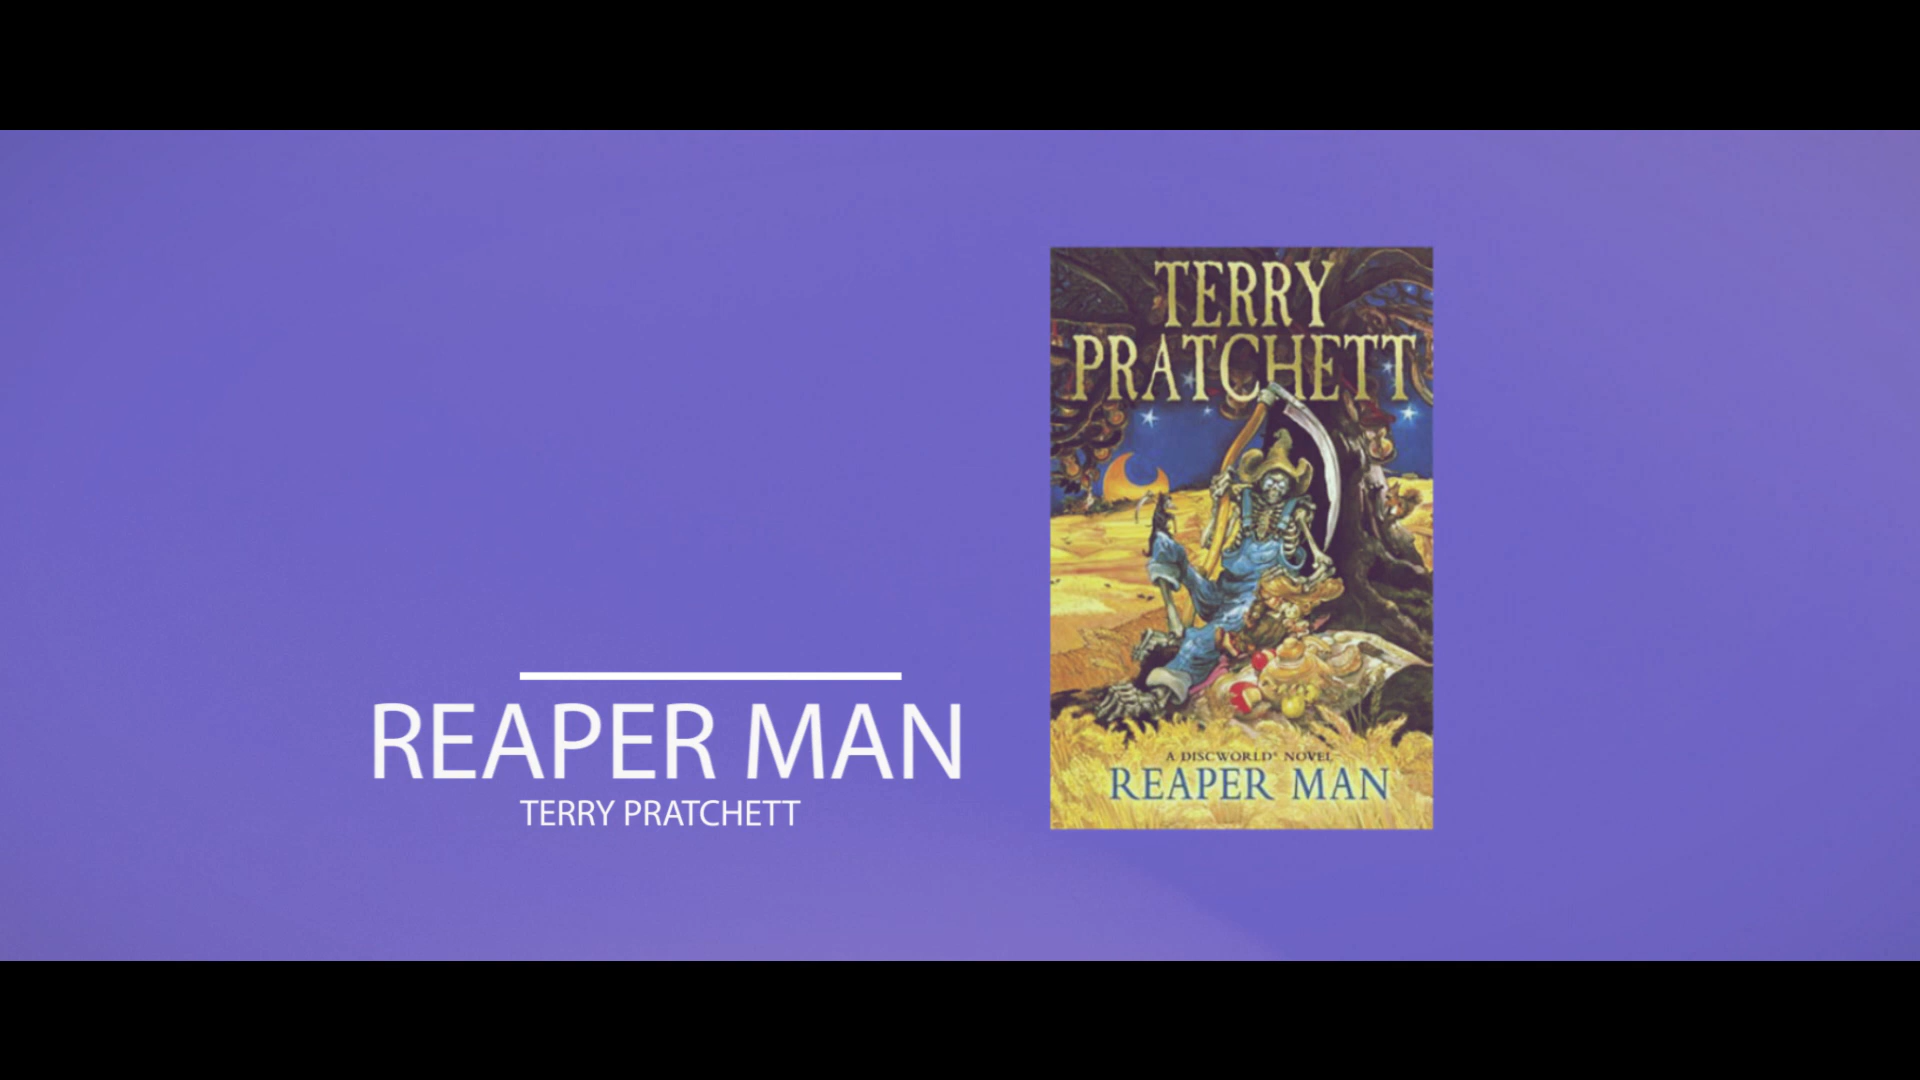 REAPER MAN
TERRY PRATCHETT
TERRY
PRATCHETT
A DISCWORLD® NOVEL
REAPER MAN